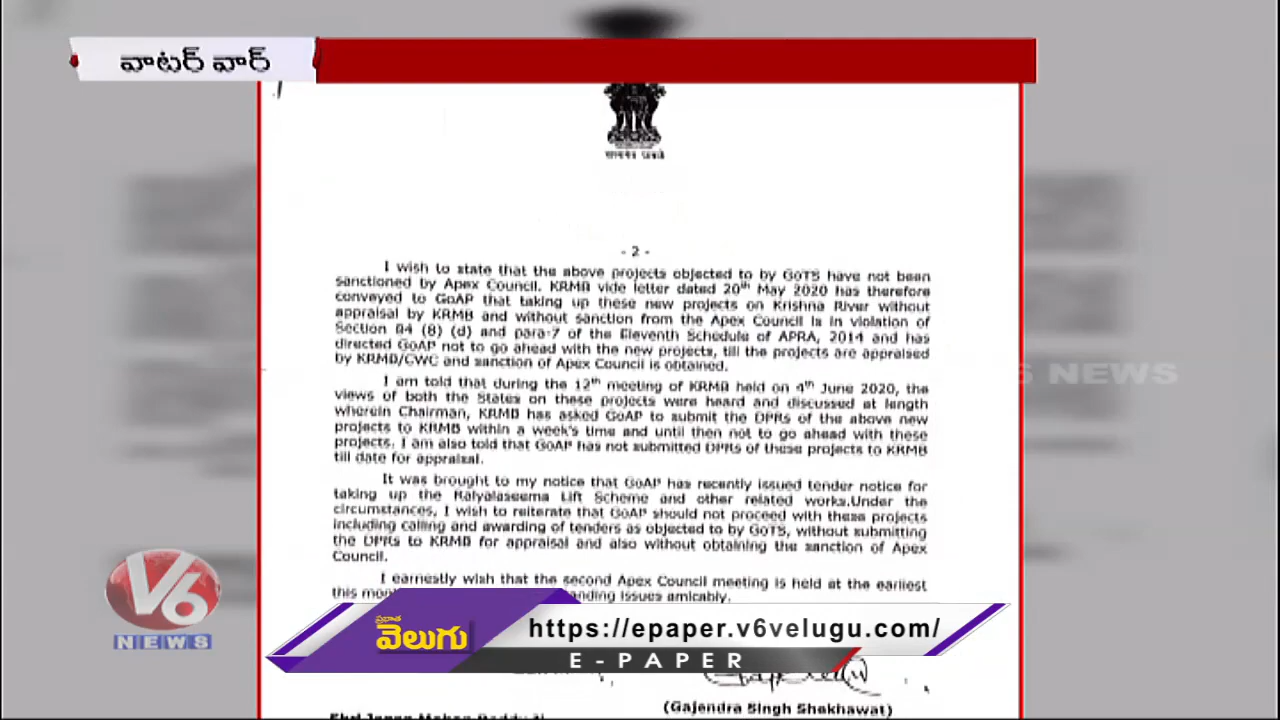 వాటర్ వార్
- 2 -
I wish to state that the above projects objected to by GoTS have not been
sanctioned by Apex Council. KRMB vide letter dated 20th May 2020 has therefore
conveyed to GoAP that taking up these new projects on Krishna River without
appraisal by KRMB and without sanction from the Apex Council is in violation of
Section 84 (8) (d) and para-7 of the Eleventh Schedule of APRA, 2014 and has
directed GoAP not to go ahead with the new projects, till the projects are appraised
by KRMB/CWC and sanction of Apex Council is obtained.
I am told that during the 12th meeting of KRMB held on 4th June 2020, the
views of both the States on these projects were heard and discussed at length
wherein Chairman, KRMB has asked GoAP to submit the DPRs of the above new
projects to KRMB within a week's time and until then not to go ahead with these
projects. I am also told that GoAP has not submitted DPRs of these projects to KRMB
till date for appraisal.
It was brought to my notice that GoAP has recently issued tender notice for
taking up the Ralyalaseema Lift Scheme and other related works.Under the
circumstances, I wish to reiterate that GoAP should not proceed with these projects
including calling and awarding of tenders as objected to by GoTS, without submitting
the DPRs to KRMB for appraisal and also without obtaining the sanction of Apex
Council.
I earnestly wish that the second Apex Council meeting is held at the earliest
this issues amicably.
NEWS
V6
NEWS
ప్రభాత
వెలుగు
https://epaper.v6velugu.com/
E-PAPER
(Gajendra Singh Shekhawat)